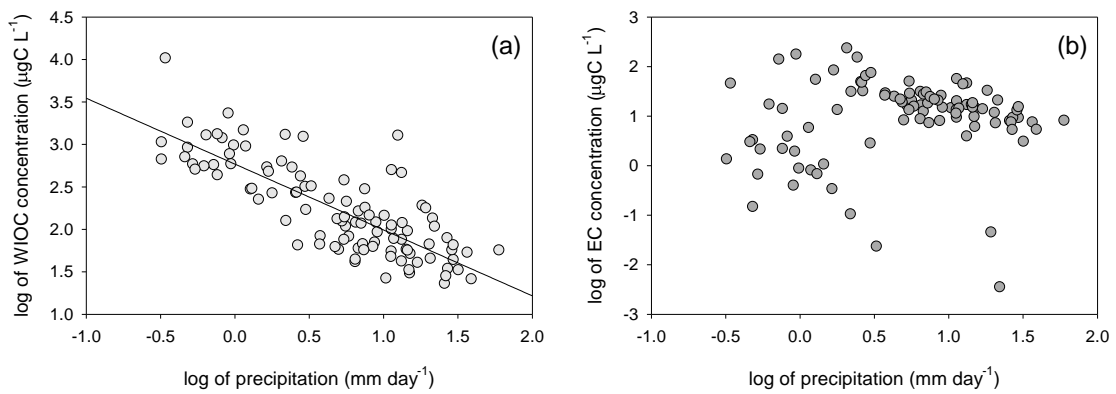 log of WIOC concentration (μgC L⁻¹)
4.5
4.0
3.5
3.0
2.5
2.0
1.5
1.0
(a)
-1.0 -0.5 0.0 0.5 1.0 1.5 2.0
log of precipitation (mm day⁻¹)
log of EC concentration (μgC L⁻¹)
3
2
1
0
-1
-2
-3
(b)
-1.0 -0.5 0.0 0.5 1.0 1.5 2.0
log of precipitation (mm day⁻¹)